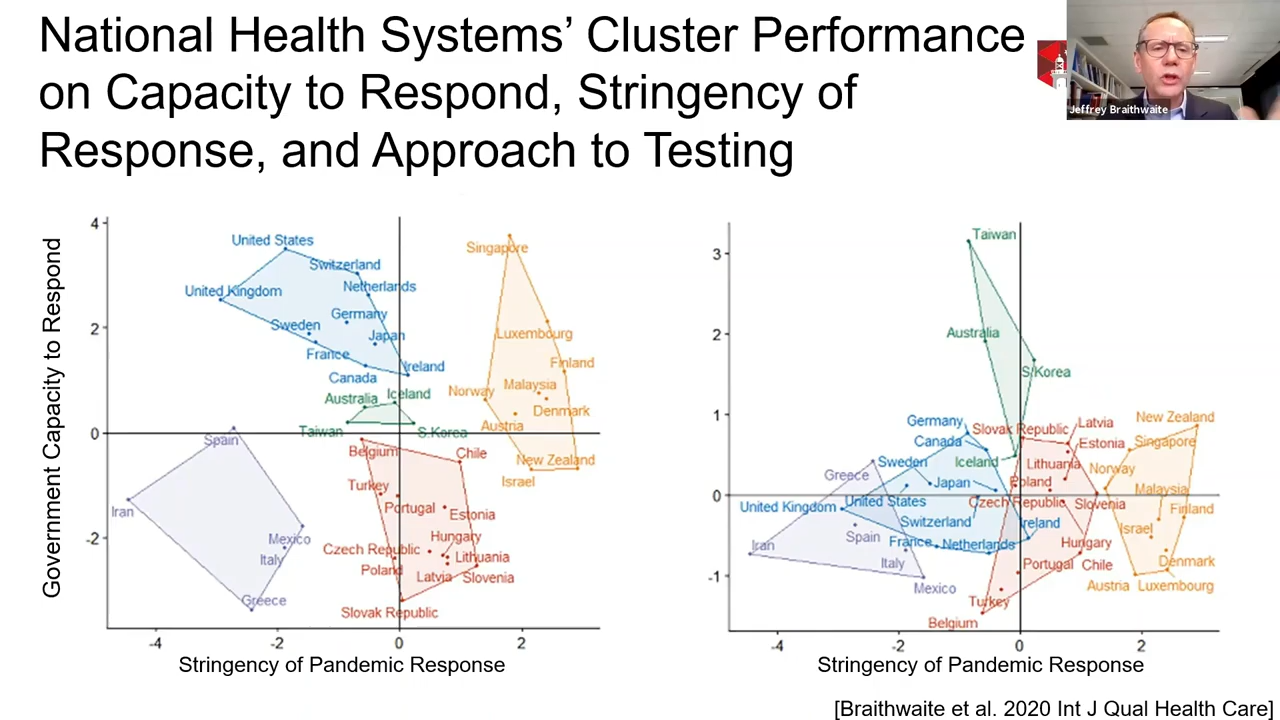 National Health Systems’ Cluster Performance
on Capacity to Respond, Stringency of
Response, and Approach to Testing
Jeffrey Braithwaite
Government Capacity to Respond
4
2
0
-2
United States
Switzerland
United Kingdom
Netherlands
Germany
Sweden
Japan
France
Canada
Ireland
Singapore
Luxembourg
Finland
Malaysia
Norway
Denmark
Austria
New Zealand
Israel
Australia
Iceland
Taiwan
S.Korea
Spain
Iran
Mexico
Italy
Greece
Belgium
Chile
Turkey
Portugal
Estonia
Hungary
Czech Republic
Lithuania
Poland
Latvia
Slovenia
Slovak Republic
-4
-2
0
2
Stringency of Pandemic Response
3
2
1
0
-1
Taiwan
Australia
S.Korea
Germany
Slovak Republic
Latvia
New Zealand
Canada
Estonia
Singapore
Sweden
Iceland
Lithuania
Norway
Greece
Japan
Poland
Malaysia
United Kingdom
United States
Czech Republic
Slovenia
Finland
Switzerland
Ireland
Israel
Spain
France
Netherlands
Hungary
Iran
Italy
Portugal
Chile
Denmark
Mexico
Austria
Luxembourg
Turkey
Belgium
-4
-2
0
2
Stringency of Pandemic Response
[Braithwaite et al. 2020 Int J Qual Health Care]